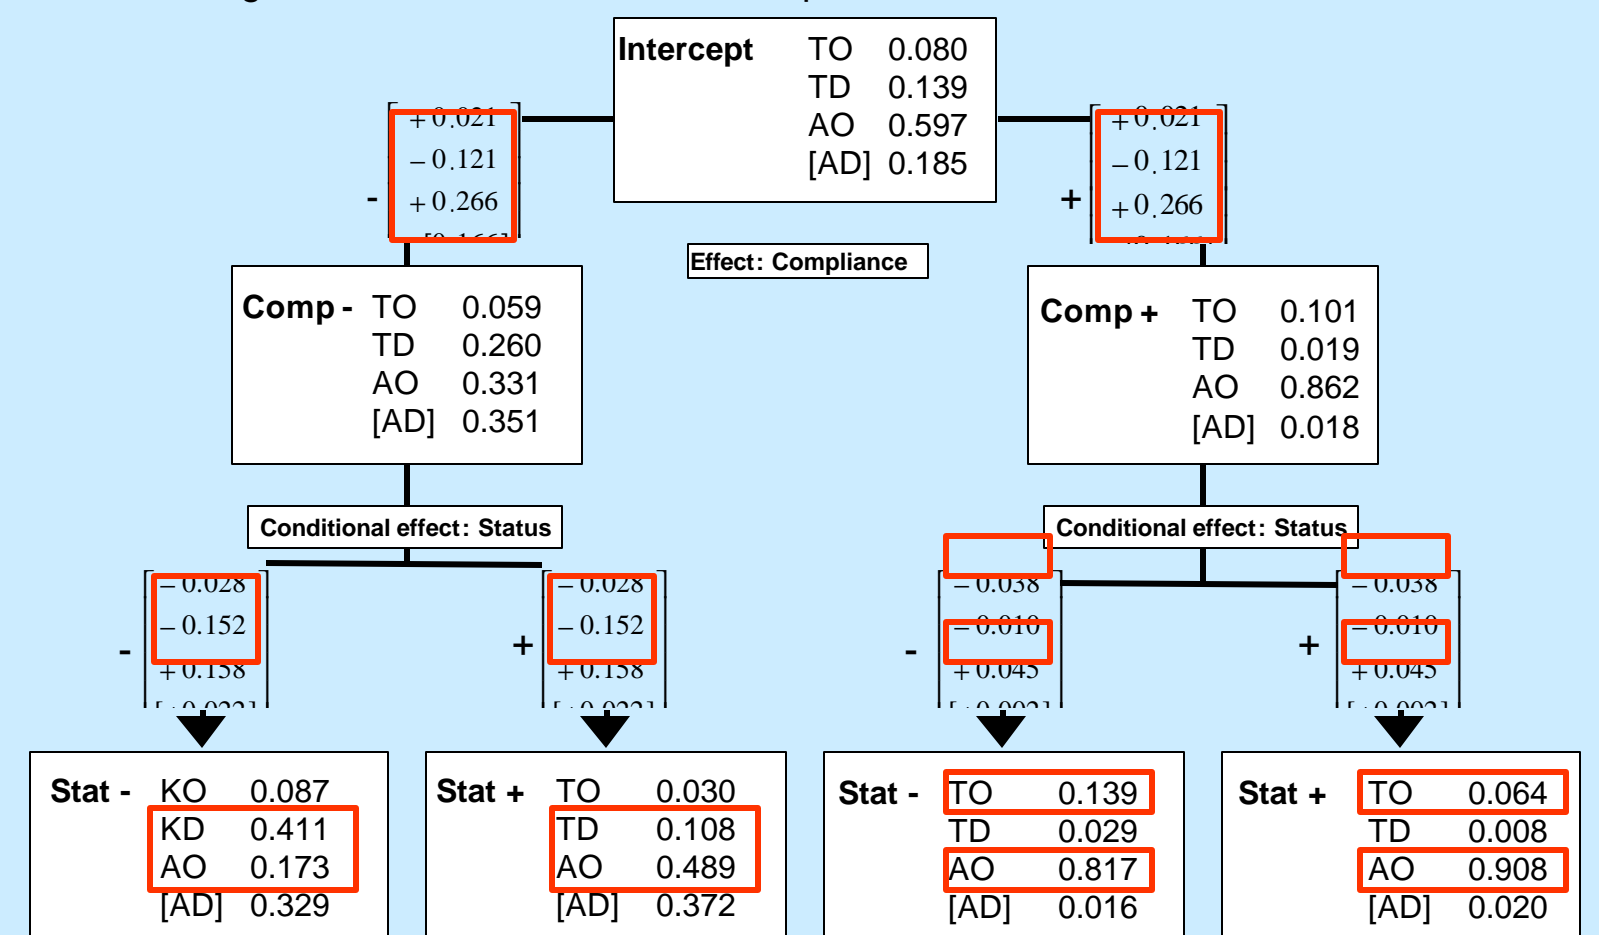 Intercept TO 0.080
TD 0.139
AO 0.597
[AD] 0.185
+ 0.021
− 0.121
+ 0.266
-
+ 0.021
− 0.121
+ 0.266
+
Effect: Compliance
Comp - TO 0.059
TD 0.260
AO 0.331
[AD] 0.351
Comp + TO 0.101
TD 0.019
AO 0.862
[AD] 0.018
Conditional effect: Status
Conditional effect: Status
− 0.028
− 0.152
+ 0.158
-
− 0.028
− 0.152
+ 0.158
+
− 0.038
− 0.010
+ 0.045
-
− 0.038
− 0.010
+ 0.045
+
Stat - KO 0.087
KD 0.411
AO 0.173
[AD] 0.329
Stat + TO 0.030
TD 0.108
AO 0.489
[AD] 0.372
Stat - TO 0.139
TD 0.029
AO 0.817
[AD] 0.016
Stat + TO 0.064
TD 0.008
AO 0.908
[AD] 0.020